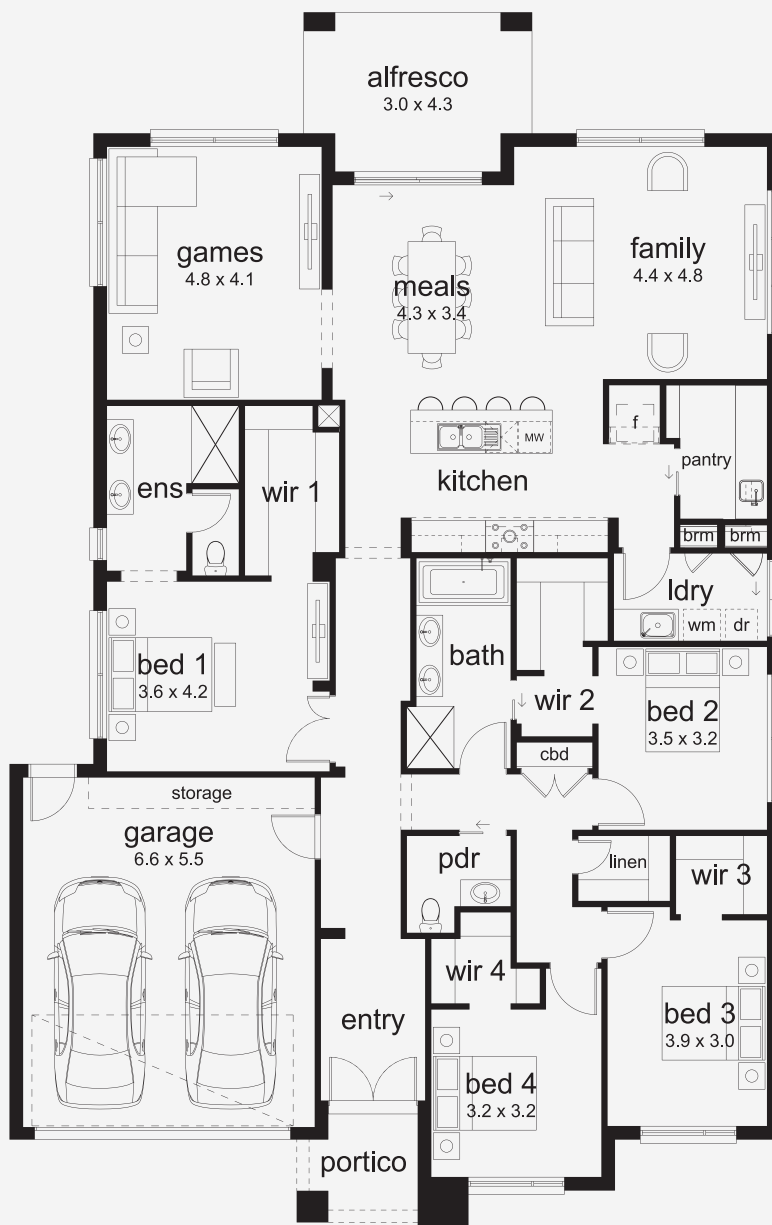 alfresco
3.0 x 4.3
games
4.8 x 4.1
meals
4.3 x 3.4
family
4.4 x 4.8
f
pantry
MW
kitchen
ens
wir 1
brm
brm
ldry
wm
dr
bath
bed 1
3.6 x 4.2
wir 2
bed 2
3.5 x 3.2
cbd
storage
garage
6.6 x 5.5
pdr
linen
wir 3
wir 4
entry
bed 3
3.9 x 3.0
bed 4
3.2 x 3.2
portico